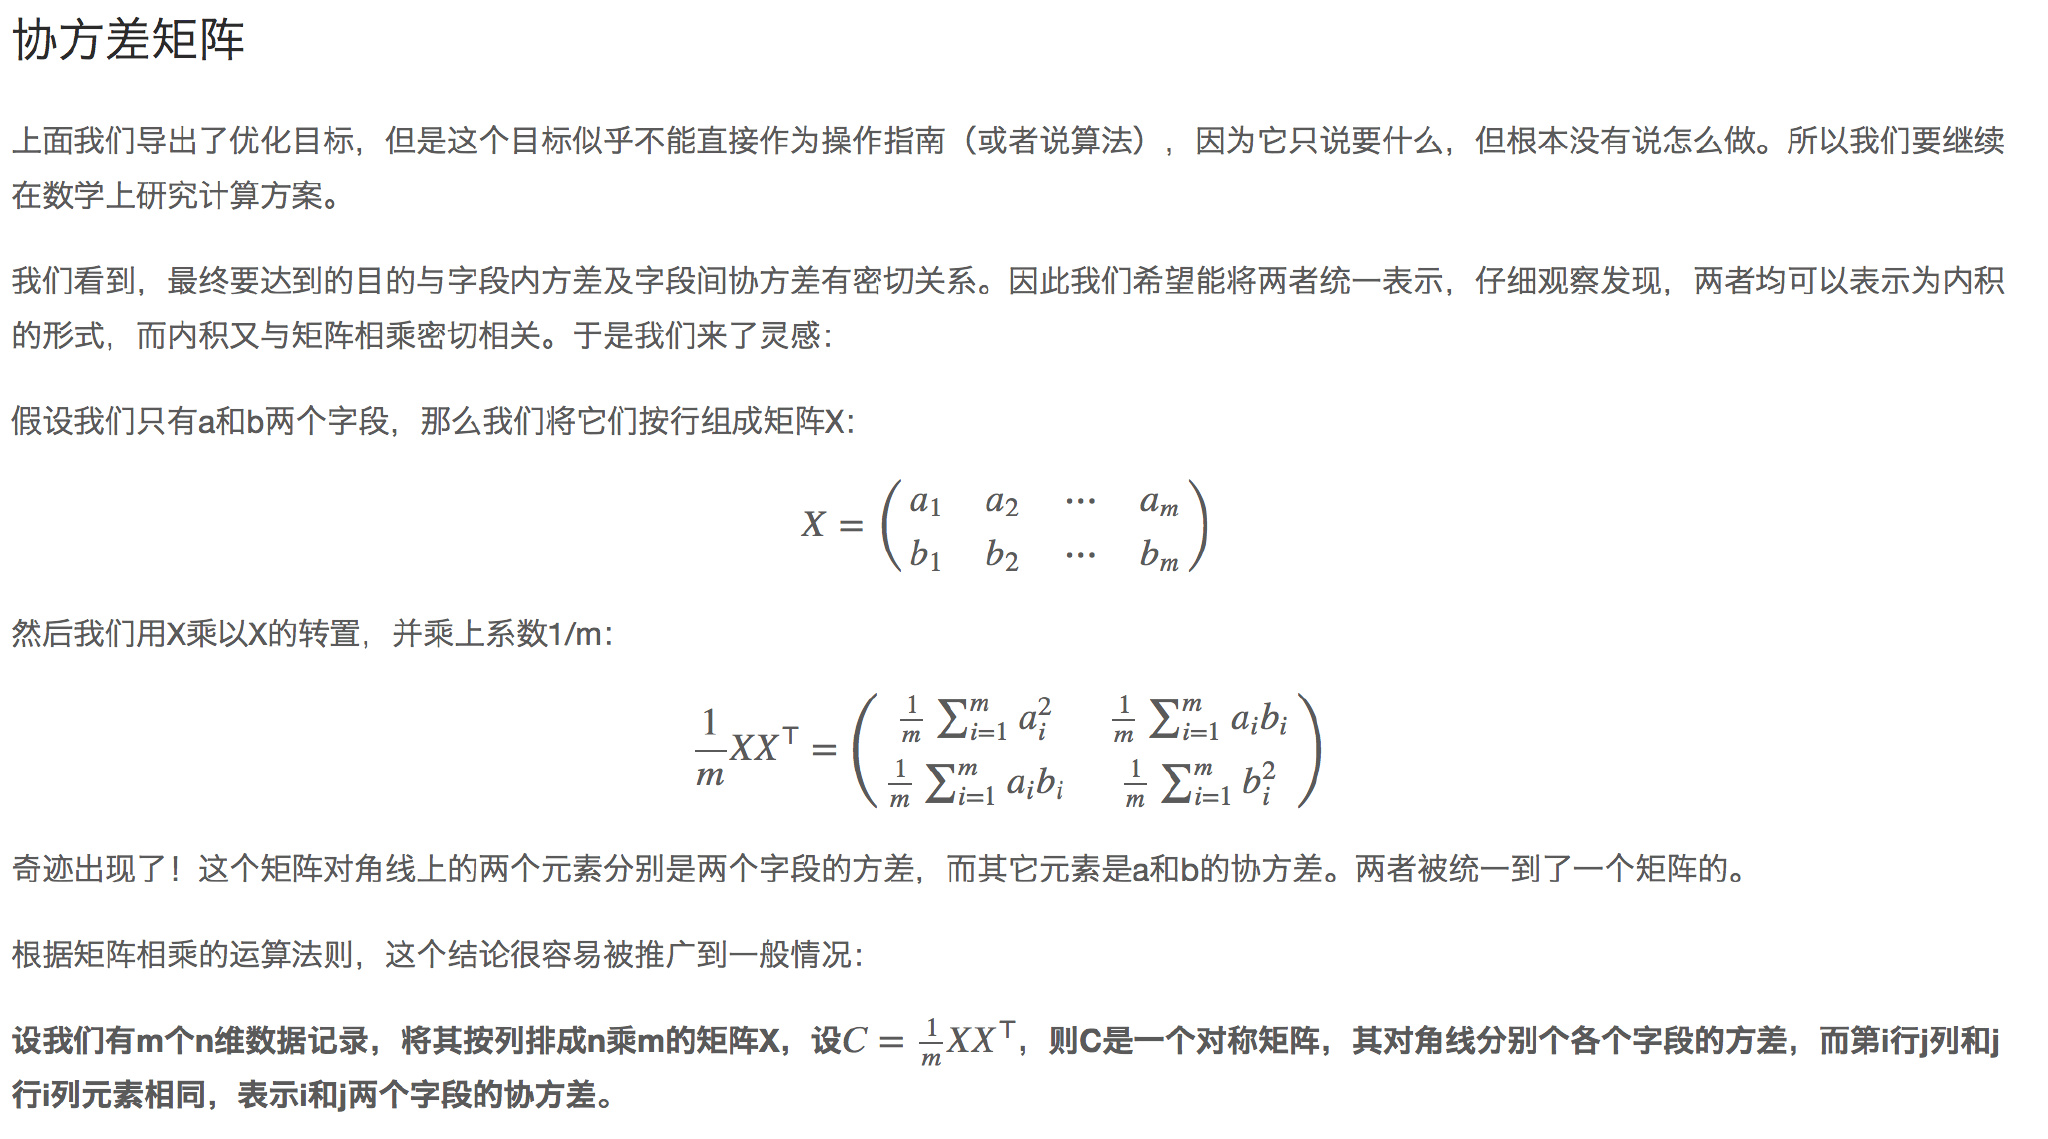 协方差矩阵
上面我们导出了优化目标，但是这个目标似乎不能直接作为操作指南（或者说算法），因为它只说要什么，但根本没有说怎么做。所以我们要继续
在数学上研究计算方案。
我们看到，最终要达到的目的与字段内方差及字段间协方差有密切关系。因此我们希望能将两者统一表示，仔细观察发现，两者均可以表示为内积
的形式，而内积又与矩阵相乘密切相关。于是我们来了灵感：
假设我们只有a和b两个字段，那么我们将它们按行组成矩阵X：
$X = \begin{pmatrix} a_1 & a_2 & \cdots & a_m \\ b_1 & b_2 & \cdots & b_m \end{pmatrix}$
然后我们用X乘以X的转置，并乘上系数1/m：
$\frac{1}{m}XX^\top = \begin{pmatrix} \frac{1}{m}\sum_{i=1}^m a_i^2 & \frac{1}{m}\sum_{i=1}^m a_ib_i \\ \frac{1}{m}\sum_{i=1}^m a_ib_i & \frac{1}{m}\sum_{i=1}^m b_i^2 \end{pmatrix}$
奇迹出现了！这个矩阵对角线上的两个元素分别是两个字段的方差，而其它元素是a和b的协方差。两者被统一到了一个矩阵的。
根据矩阵相乘的运算法则，这个结论很容易被推广到一般情况：
设我们有m个n维数据记录，将其按列排成n乘m的矩阵X，设$C = \frac{1}{m}XX^\top$，则C是一个对称矩阵，其对角线分别个各个字段的方差，而第i行j列和j
行i列元素相同，表示i和j两个字段的协方差。